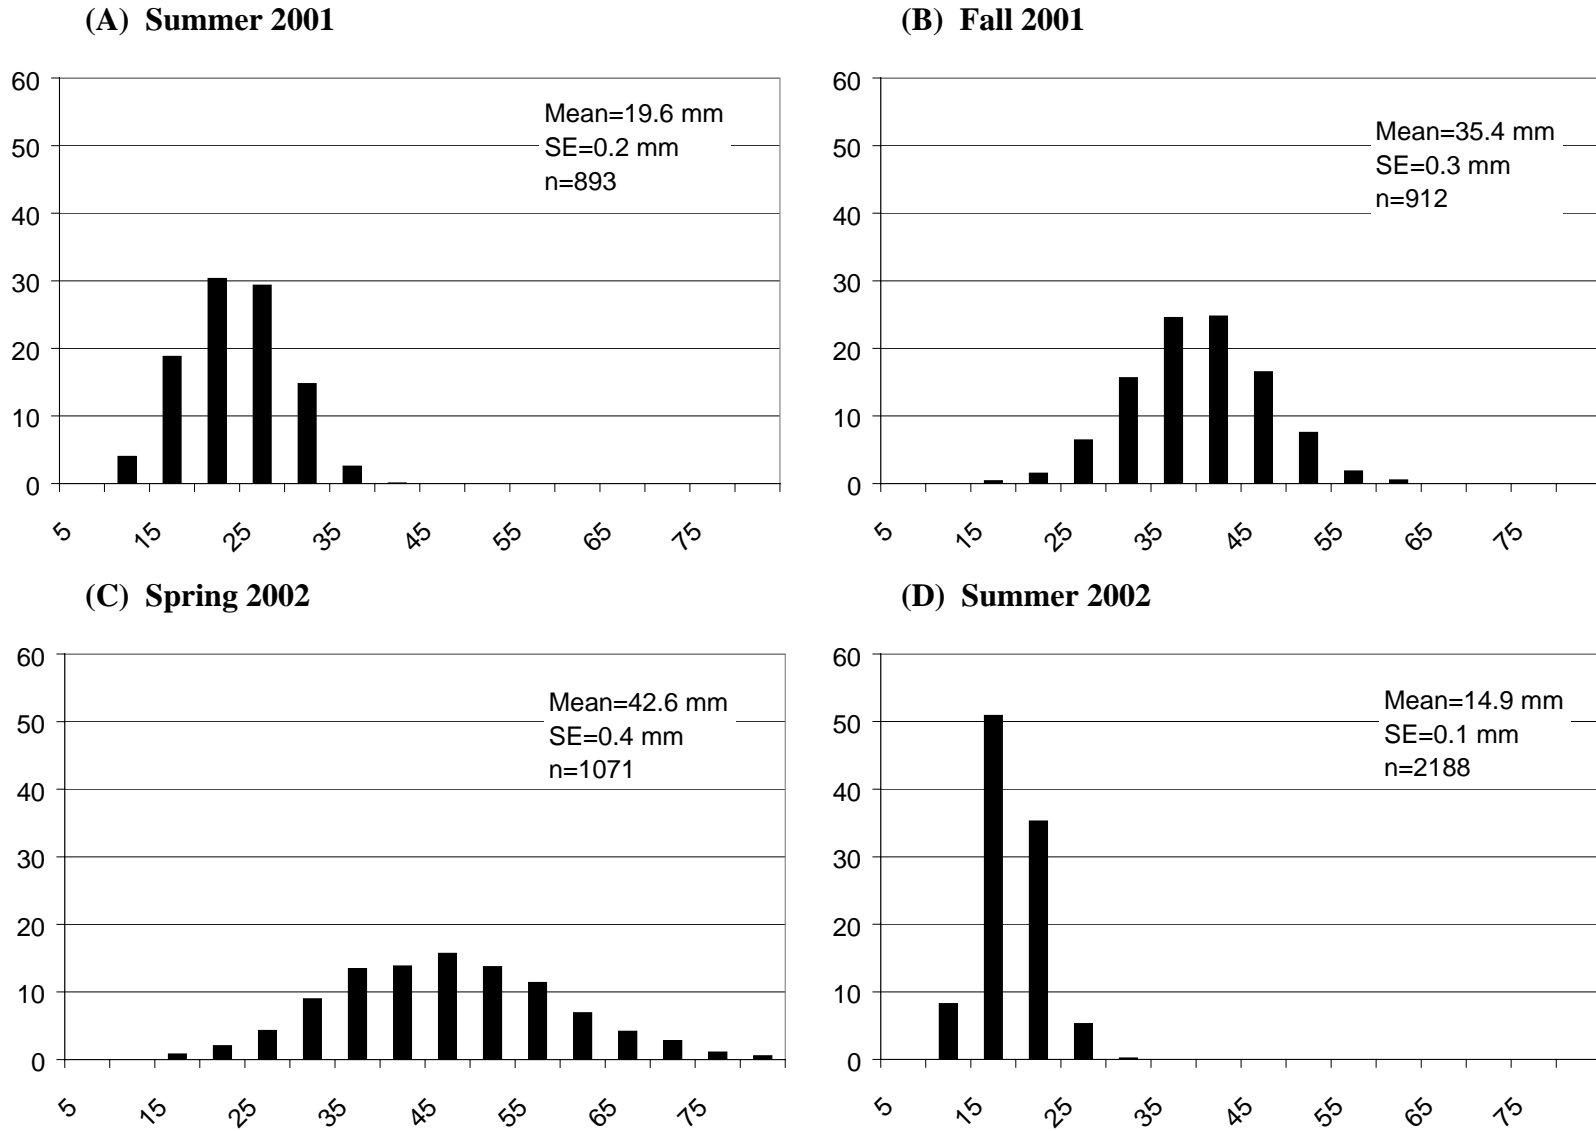 (A) Summer 2001
60
50
40
30
20
10
0
5 15 25 35 45 55 65 75
Mean=19.6 mm
SE=0.2 mm
n=893
(B) Fall 2001
60
50
40
30
20
10
0
5 15 25 35 45 55 65 75
Mean=35.4 mm
SE=0.3 mm
n=912
(C) Spring 2002
60
50
40
30
20
10
0
5 15 25 35 45 55 65 75
Mean=42.6 mm
SE=0.4 mm
n=1071
(D) Summer 2002
60
50
40
30
20
10
0
5 15 25 35 45 55 65 75
Mean=14.9 mm
SE=0.1 mm
n=2188